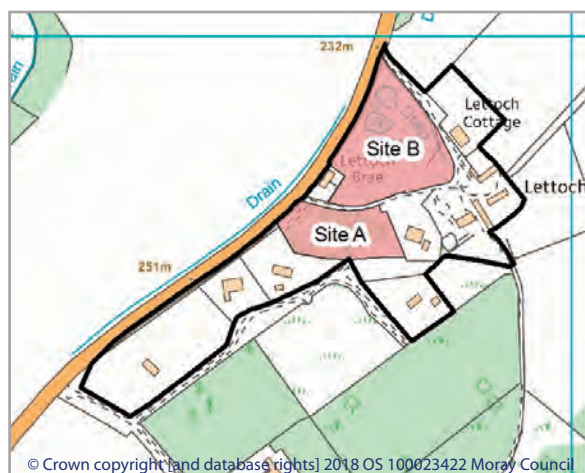 232m
D
ain
Drain
Lettoch
Cottage
Site B
Lettoch
Brae
Lettoch
Site A
251m
© Crown copyright [and database rights] 2018 OS 100023422 Moray Council